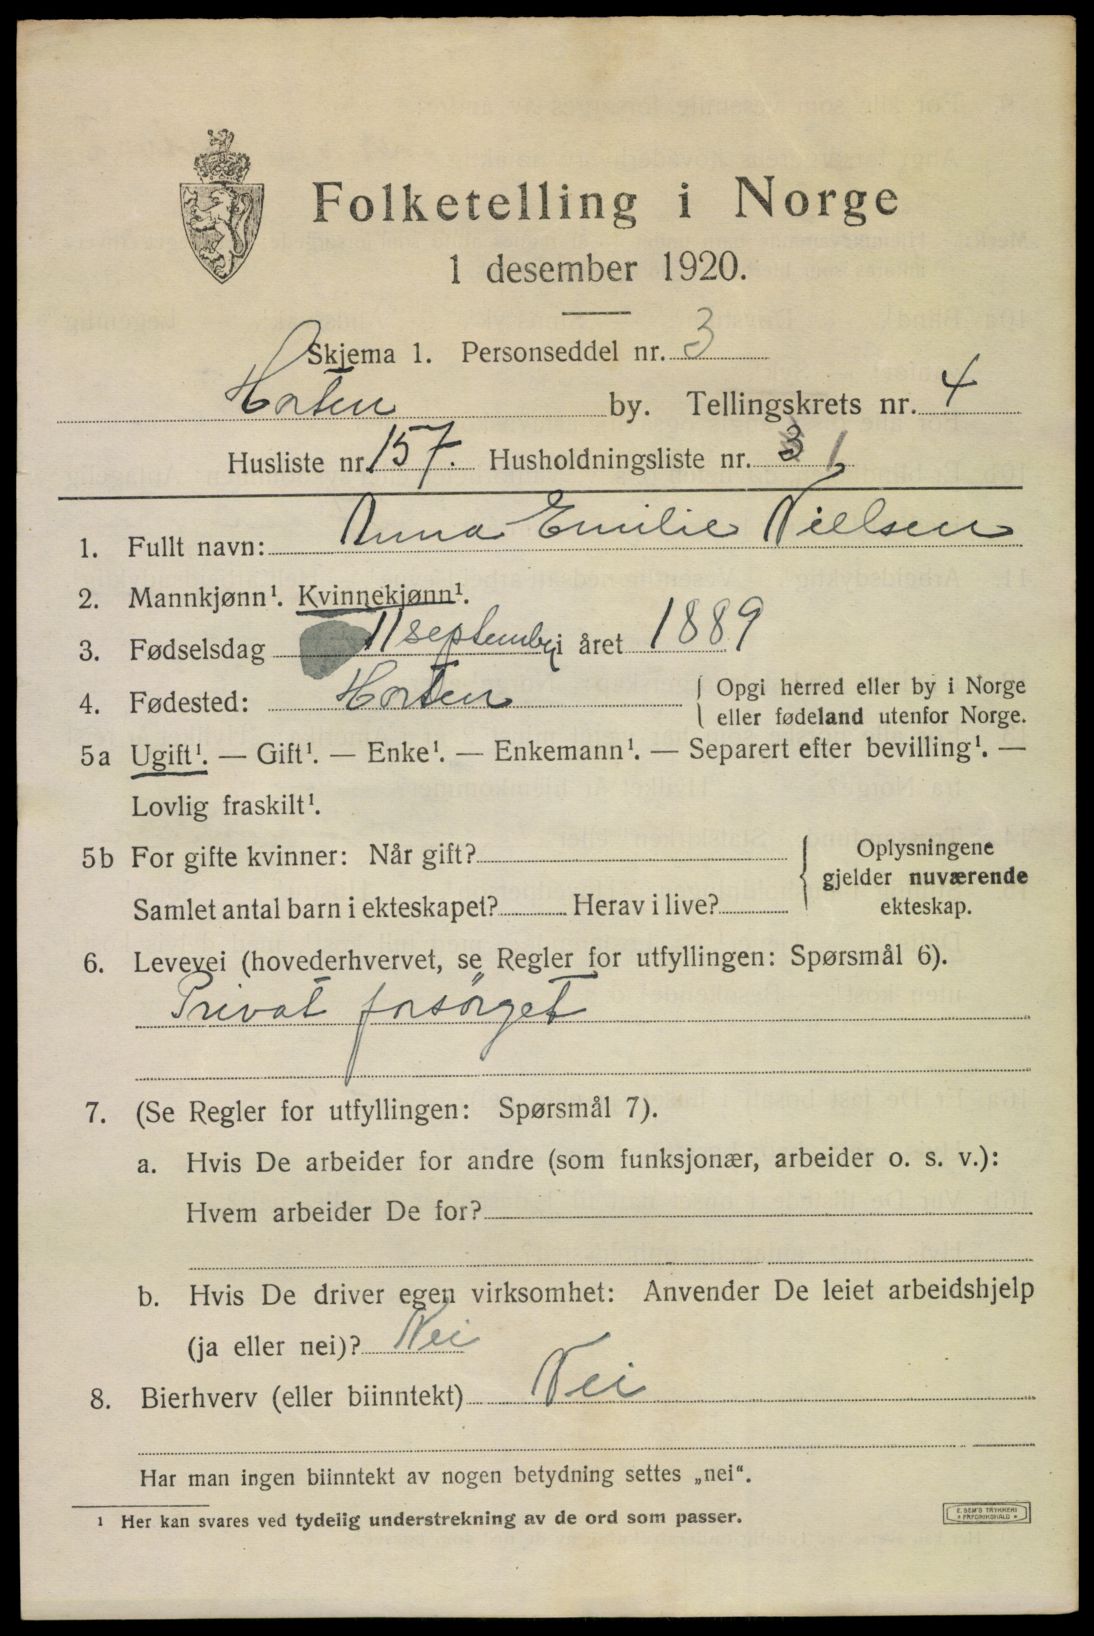 Folketelling i Norge
1 desember 1920.
Skjema 1. Personseddel nr. 3
Horten by. Tellingskrets nr. 4
Husliste nr. 157. Husholdningsliste nr. 3 1
1. Fullt navn: Anna Emilie Nielsen
2. Mannkjønn¹. Kvinnekjønn¹.
3. Fødselsdag 11 september i året 1889
4. Fødested: Horten { Opgi herred eller by i Norge
eller fødeland utenfor Norge.
5a Ugift¹. — Gift¹. — Enke¹. — Enkemann¹. — Separert efter bevilling¹. —
Lovlig fraskilt¹.
5b For gifte kvinner: Når gift? { Oplysningene
gjelder nuværende
Samlet antal barn i ekteskapet? Herav i live? ekteskap.
6. Levevei (hovederhvervet, se Regler for utfyllingen: Spørsmål 6).
Privat forsörget
7. (Se Regler for utfyllingen: Spørsmål 7).
a. Hvis De arbeider for andre (som funksjonær, arbeider o. s. v.):
Hvem arbeider De for?
b. Hvis De driver egen virksomhet: Anvender De leiet arbeidshjelp
(ja eller nei)? Nei
8. Bierhverv (eller biinntekt) Nei
Har man ingen biinntekt av nogen betydning settes „nei“.
¹ Her kan svares ved tydelig understrekning av de ord som passer.
E. SEM'S TRYKKERI
• FREDRIKSHALD •